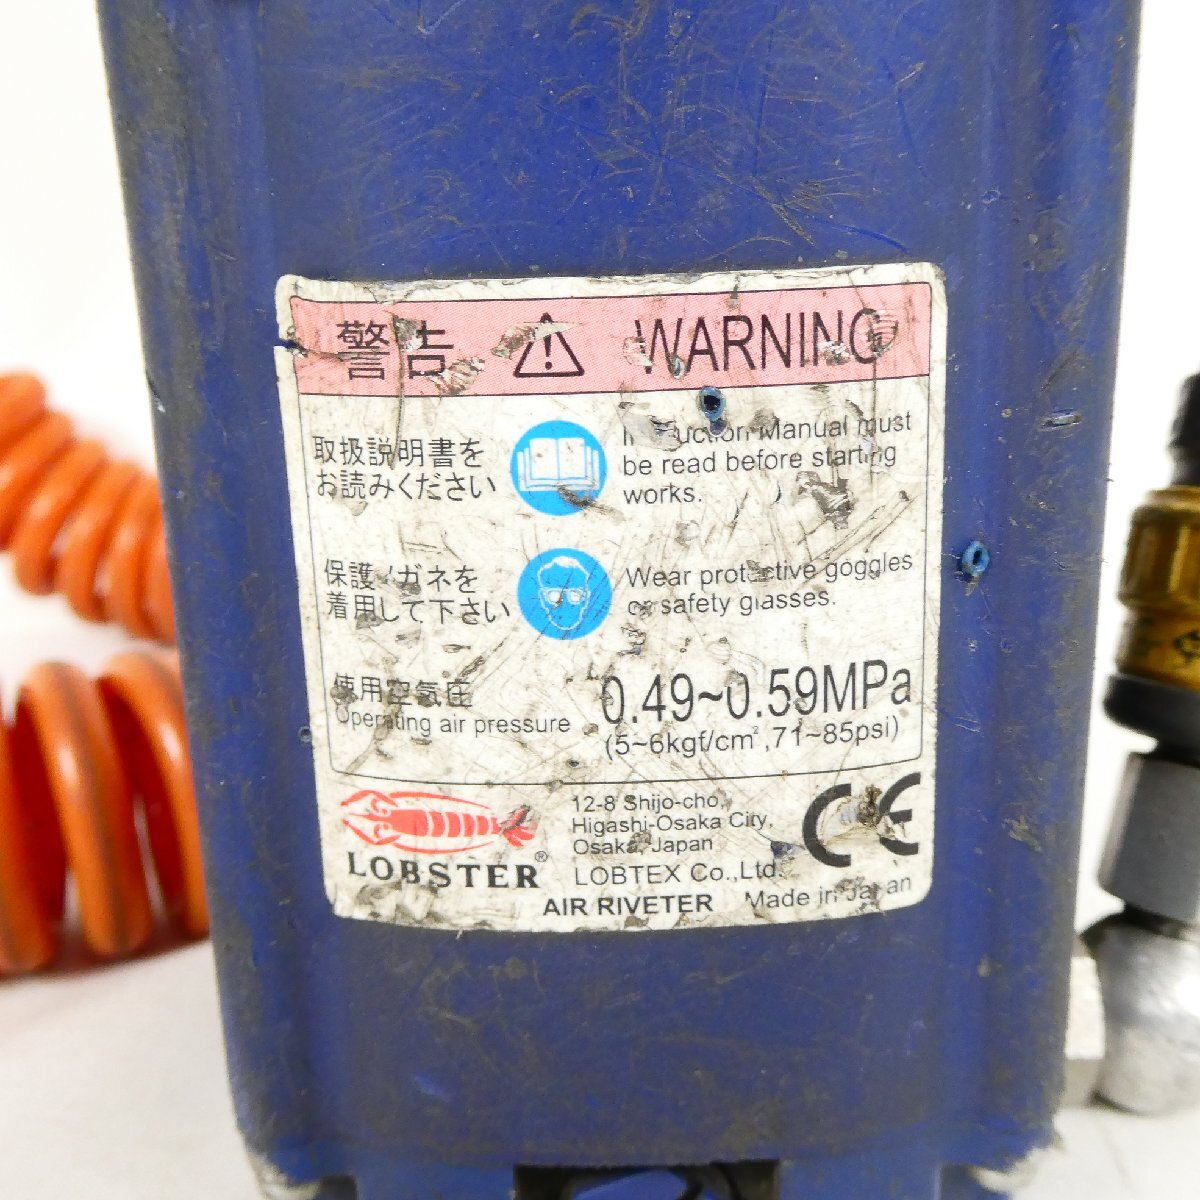 警告 WARNING
取扱説明書を
お読みください
Instruction Manual must
be read before starting
works.
保護メガネを
着用して下さい
Wear protective goggles
or safety glasses.
使用空気圧
Operating air pressure
0.49~0.59MPa
(5~6kgf/cm²,71~85psi)
LOBSTER®
12-8 Shijo-cho,
Higashi-Osaka City,
Osaka, Japan
LOBTEX Co.,Ltd.
CE
AIR RIVETER Made in Japan